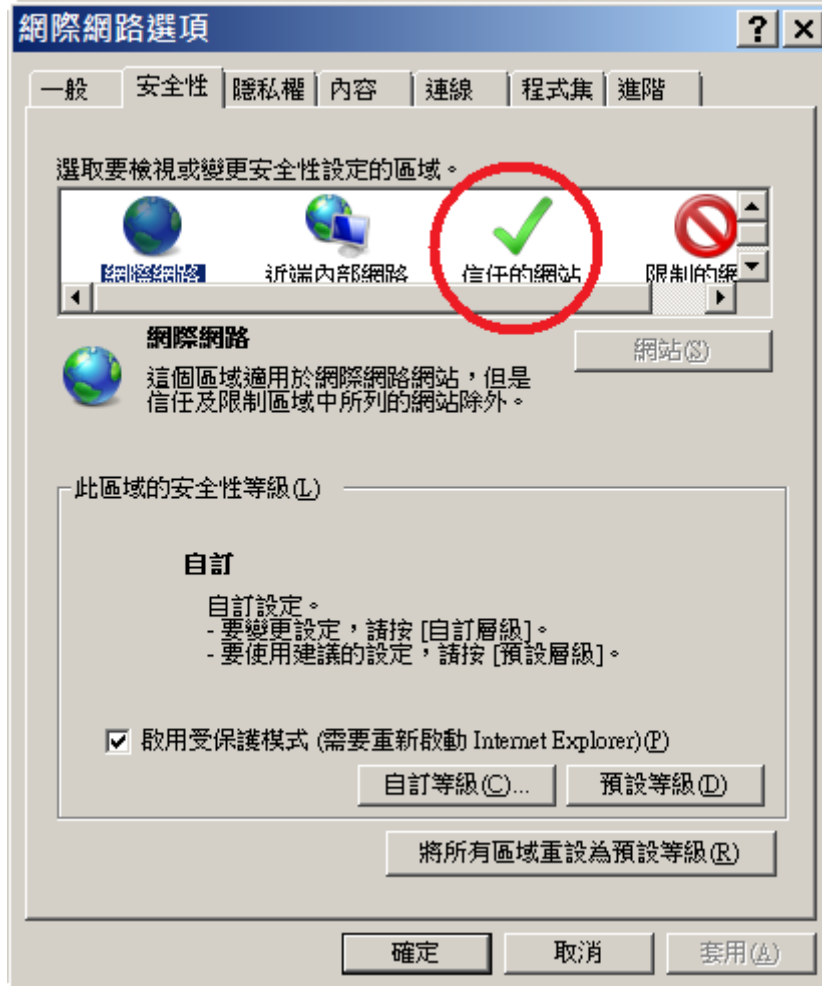 網際網路選項
一般 安全性 隱私權 內容 連線 程式集 進階
選取要檢視或變更安全性設定的區域。
網際網路 近端內部網路 信任的網站 限制的網
網際網路
網站(S)
這個區域適用於網際網路網站，但是
信任及限制區域中所列的網站除外。
此區域的安全性等級(L)
自訂
自訂設定。
- 要變更設定，請按 [自訂層級]。
- 要使用建議的設定，請按 [預設層級]。
啟用受保護模式 (需要重新啟動 Internet Explorer)(P)
自訂等級(C)... 預設等級(D)
將所有區域重設為預設等級(R)
確定 取消 套用(A)